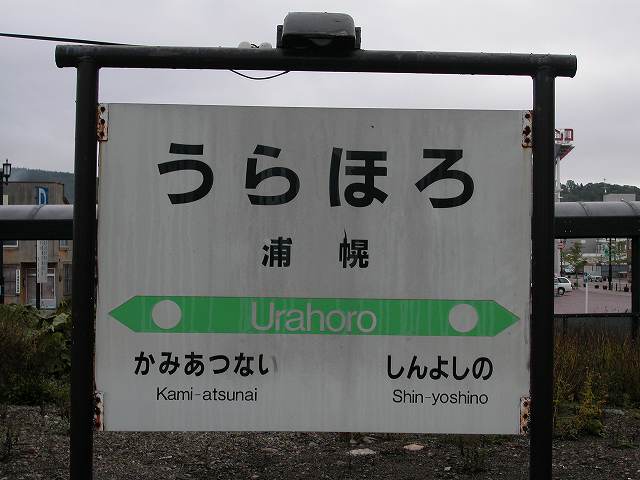 うらほろ
浦幌
Urahoro
かみあつない しんよしの
Kami-atsunai Shin-yoshino